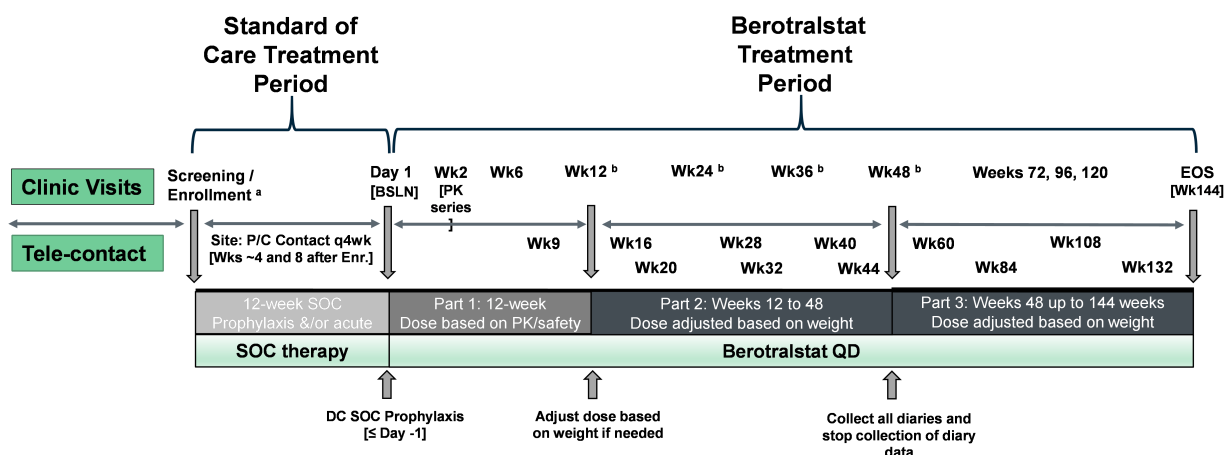 Standard of
Care Treatment
Period
Berotralstat
Treatment
Period
Clinic Visits
Screening /
Enrollment ᵃ
Day 1
[BSLN]
Wk2
[PK
series
]
Wk6
Wk12 ᵇ
Wk24 ᵇ
Wk36 ᵇ
Wk48 ᵇ
Weeks 72, 96, 120
EOS
[Wk144]
Tele-contact
Site: P/C Contact q4wk
[Wks ~4 and 8 after Enr.]
Wk9
Wk16
Wk20
Wk28
Wk32
Wk40
Wk44
Wk60
Wk84
Wk108
Wk132
12-week SOC
Prophylaxis &/or acute
Part 1: 12-week
Dose based on PK/safety
Part 2: Weeks 12 to 48
Dose adjusted based on weight
Part 3: Weeks 48 up to 144 weeks
Dose adjusted based on weight
SOC therapy
Berotralstat QD
DC SOC Prophylaxis
[≤ Day -1]
Adjust dose based
on weight if needed
Collect all diaries and
stop collection of diary
data